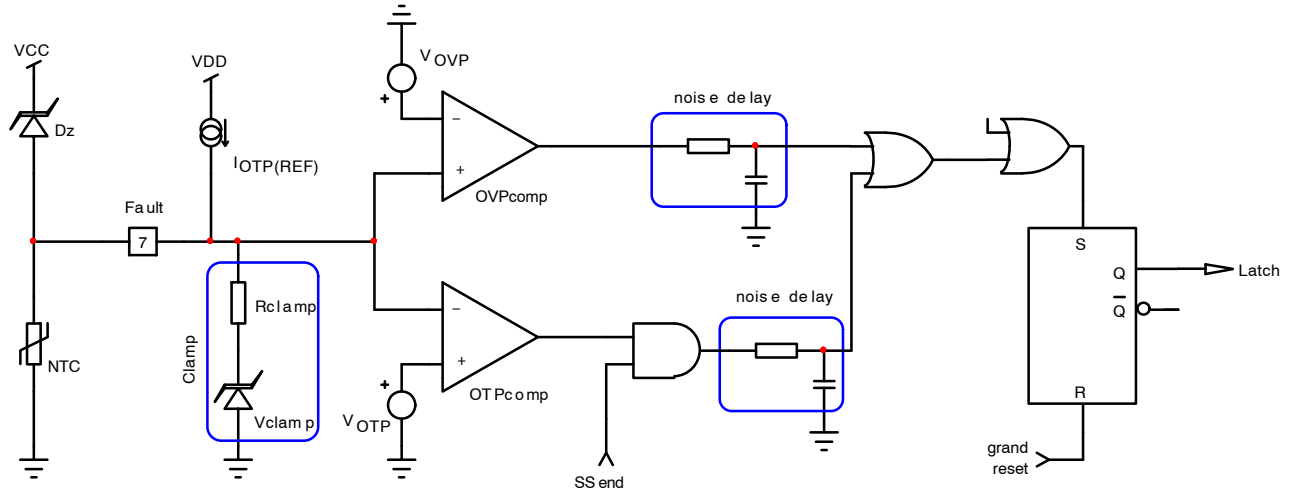 VCC
VDD
V OVP
+
Dz
I OTP(REF)
−
+
OVPcomp
noise delay
Fault
7
S
Q
Latch
Q
R
grand
reset
Clamp
Rclamp
Vclamp
NTC
−
+
OTPcomp
+
V OTP
noise delay
SS end